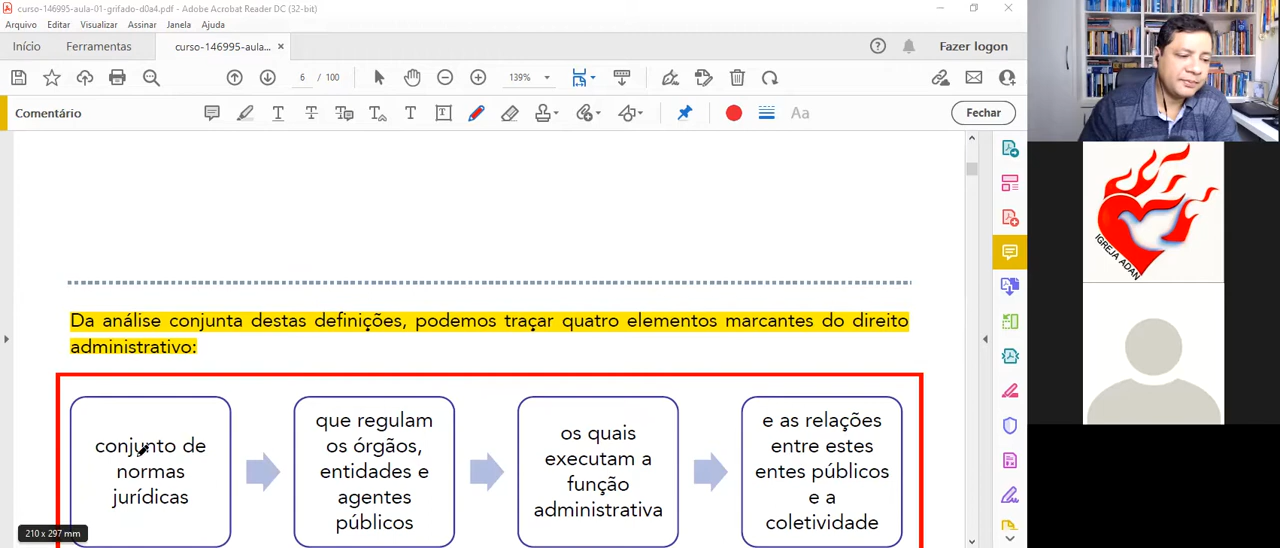 curso-146995-aula-01-grifado-d0a4.pdf - Adobe Acrobat Reader DC (32-bit)
Arquivo Editar Visualizar Assinar Janela Ajuda
Início Ferramentas curso-146995-aula... × Fazer logon
6 / 100 139%
Comentário Aa Fechar
Da análise conjunta destas definições, podemos traçar quatro elementos marcantes do direito
administrativo:
conjunto de
normas
jurídicas
que regulam
os órgãos,
entidades e
agentes
públicos
os quais
executam a
função
administrativa
e as relações
entre estes
entes públicos
e a
coletividade
210 x 297 mm
IGREJA ADAN